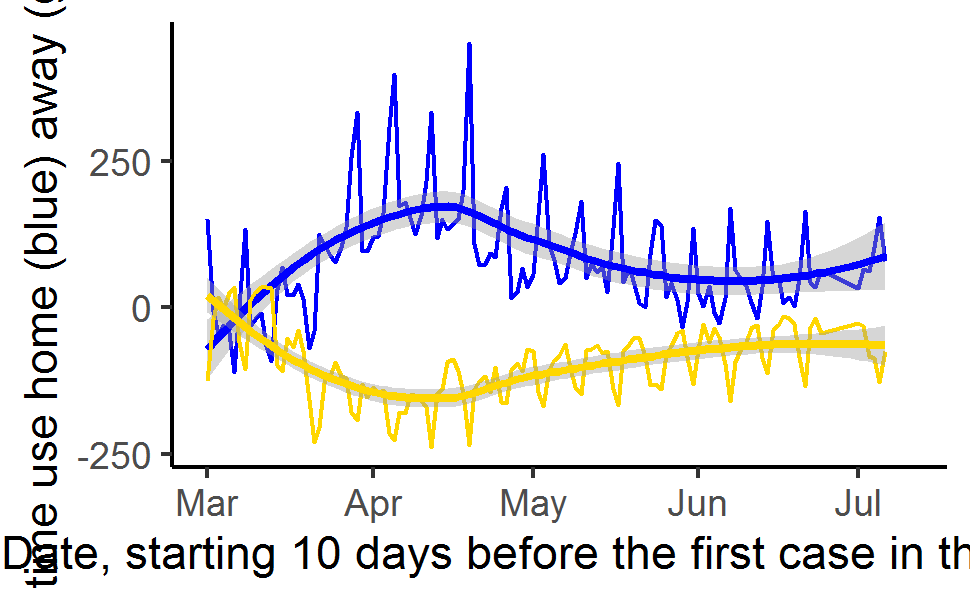 time use home (blue) away (
250
0
-250
Mar Apr May Jun Jul
Date, starting 10 days before the first case in th